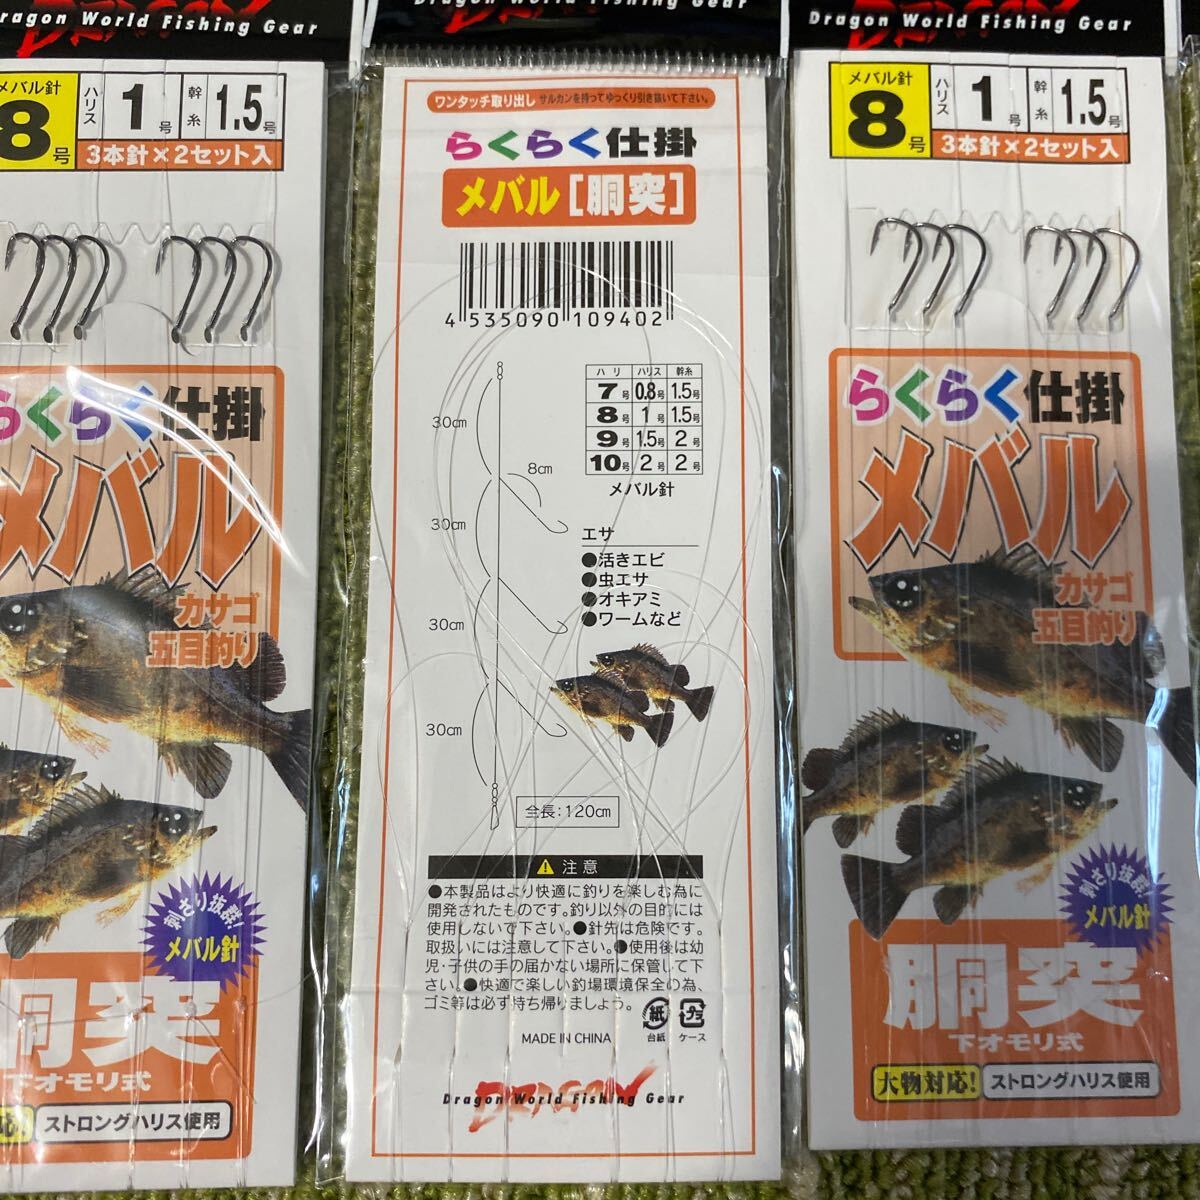 Dragon World Fishing Gear
メバル針
8号
ハリス
1号
幹糸
1.5号
3本針×2セット入
らくらく仕掛
メバル
カサゴ
五目釣り
刺さり抜群!
メバル針
胴突
下オモリ式
ストロングハリス使用
Dragon World Fishing Gear
ワンタッチ取り出し サルカンを持ってゆっくり引き抜いて下さい。
らくらく仕掛
メバル[胴突]
4 535090 109402
ハリ ハリス 幹糸
7号 0.8号 1.5号
8号 1号 1.5号
9号 1.5号 2号
10号 2号 2号
メバル針
30cm
8cm
30cm
30cm
30cm
全長:120cm
エサ
●活きエビ
●虫エサ
●オキアミ
●ワームなど
注意
●本製品はより快適に釣りを楽しむ為に
開発されたものです。釣り以外の目的には
使用しないで下さい。●針先は危険です。
取扱いには注意して下さい。●使用後は幼
児・子供の手の届かない場所に保管して下
さい。●快適で楽しい釣場環境保全の為、
ゴミ等は必ず持ち帰りましょう。
紙 プラ
台紙 ケース
MADE IN CHINA
DRAGON
Dragon World Fishing Gear
Dragon World Fishing Gear
メバル針
8号
ハリス
1号
幹糸
1.5号
3本針×2セット入
らくらく仕掛
メバル
カサゴ
五目釣り
刺さり抜群!
メバル針
胴突
下オモリ式
大物対応!
ストロングハリス使用